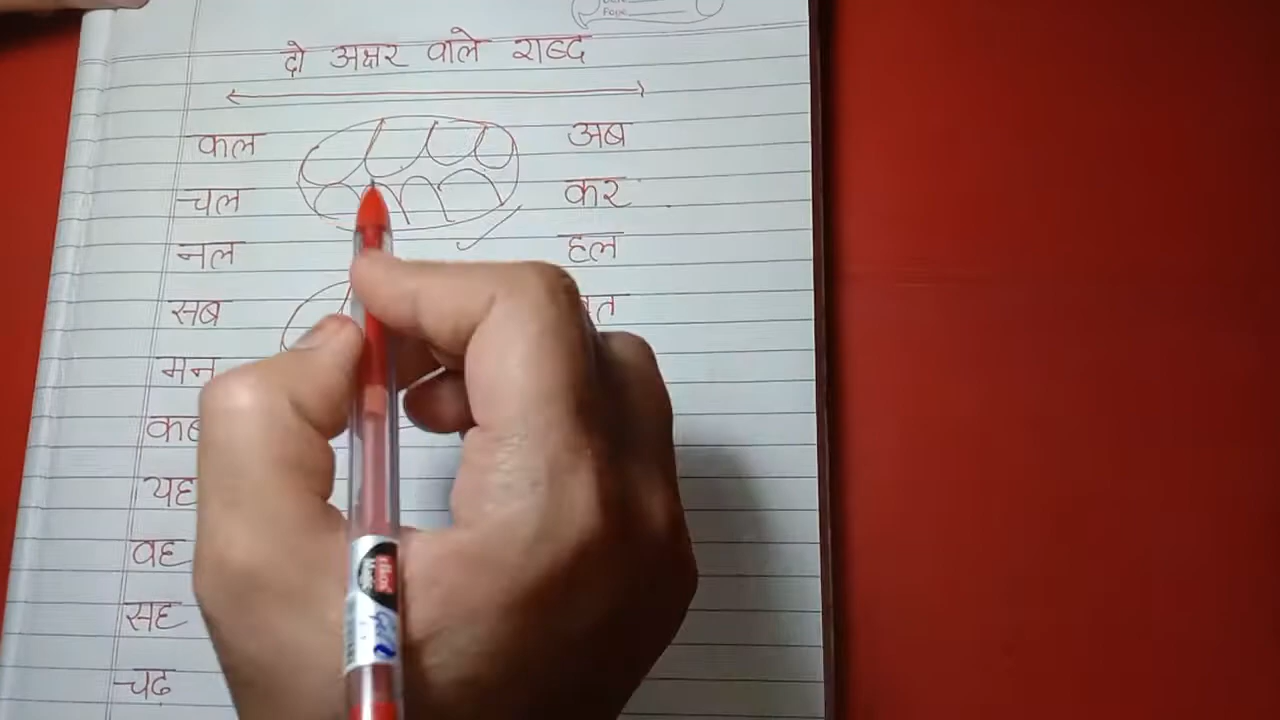 दो अक्षर वाले शब्द
कल
अब
चल
कर
नल
हल
सब
मन
यह
वह
सह
चढ़